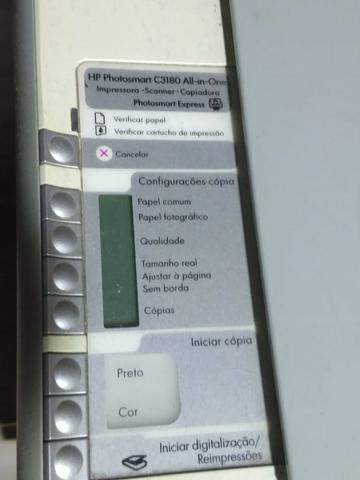 HP Photosmart C3180 All-in-One
Impressora · Scanner · Copiadora
Photosmart Express
Verificar papel
Verificar cartucho de impressão
Cancelar
Configurações cópia
Papel comum
Papel fotográfico
Qualidade
Tamanho real
Ajustar à página
Sem borda
Cópias
Iniciar cópia
Preto
Cor
Iniciar digitalização/
Reimpressões